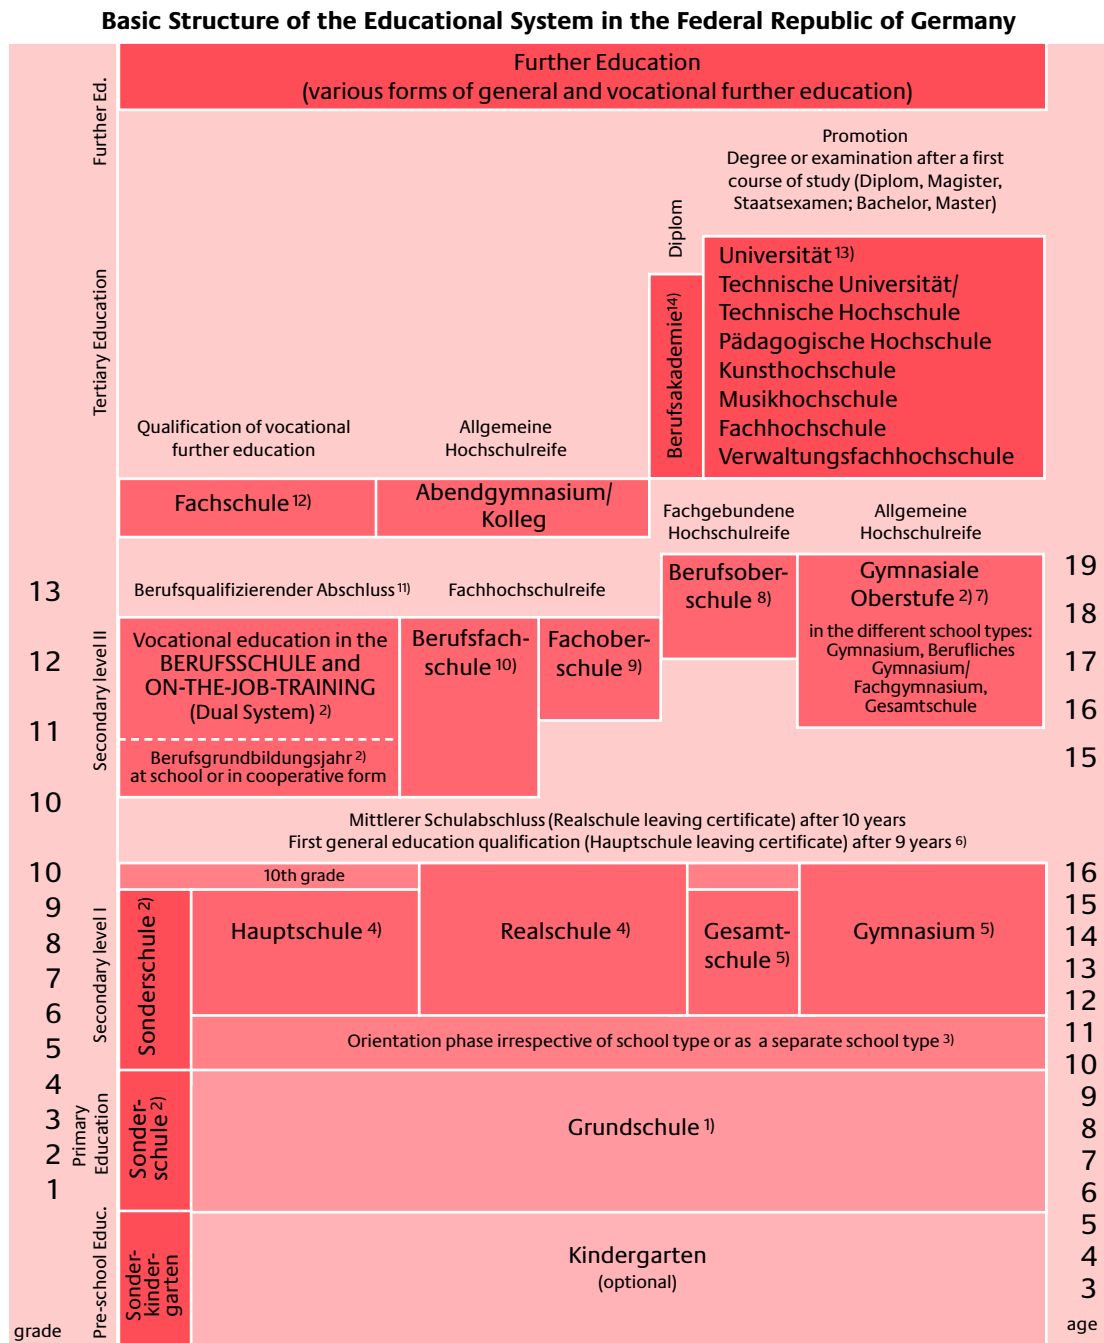 Basic Structure of the Educational System in the Federal Republic of Germany
Further Ed.
Further Education
(various forms of general and vocational further education)
Promotion
Degree or examination after a first
course of study (Diplom, Magister,
Staatsexamen; Bachelor, Master)
Diplom
Tertiary Education
Berufsakademie14)
Universität 13)
Technische Universität/
Technische Hochschule
Pädagogische Hochschule
Kunsthochschule
Musikhochschule
Fachhochschule
Verwaltungsfachhochschule
Qualification of vocational
further education
Allgemeine
Hochschulreife
Fachschule 12)
Abendgymnasium/
Kolleg
Fachgebundene
Hochschulreife
Allgemeine
Hochschulreife
Secondary level II
13
12
11
10
Berufsqualifizierender Abschluss 11)
Fachhochschulreife
Vocational education in the
BERUFSSCHULE and
ON-THE-JOB-TRAINING
(Dual System) 2)
Berufsgrundbildungsjahr 2)
at school or in cooperative form
Berufsfach-
schule 10)
Fachober-
schule 9)
Berufsober-
schule 8)
Gymnasiale
Oberstufe 2) 7)
in the different school types:
Gymnasium, Berufliches
Gymnasium/
Fachgymnasium,
Gesamtschule
19
18
17
16
15
Mittlerer Schulabschluss (Realschule leaving certificate) after 10 years
First general education qualification (Hauptschule leaving certificate) after 9 years 6)
10
9
8
7
6
5
Secondary level I
10th grade
Sonderschule 2)
Hauptschule 4)
Realschule 4)
Gesamt-
schule 5)
Gymnasium 5)
Orientation phase irrespective of school type or as a separate school type 3)
16
15
14
13
12
11
10
4
3
2
1
Primary
Education
Sonder-
schule 2)
Grundschule 1)
9
8
7
6
Pre-school Educ.
Sonder-
kinder-
garten
Kindergarten
(optional)
5
4
3
grade
age